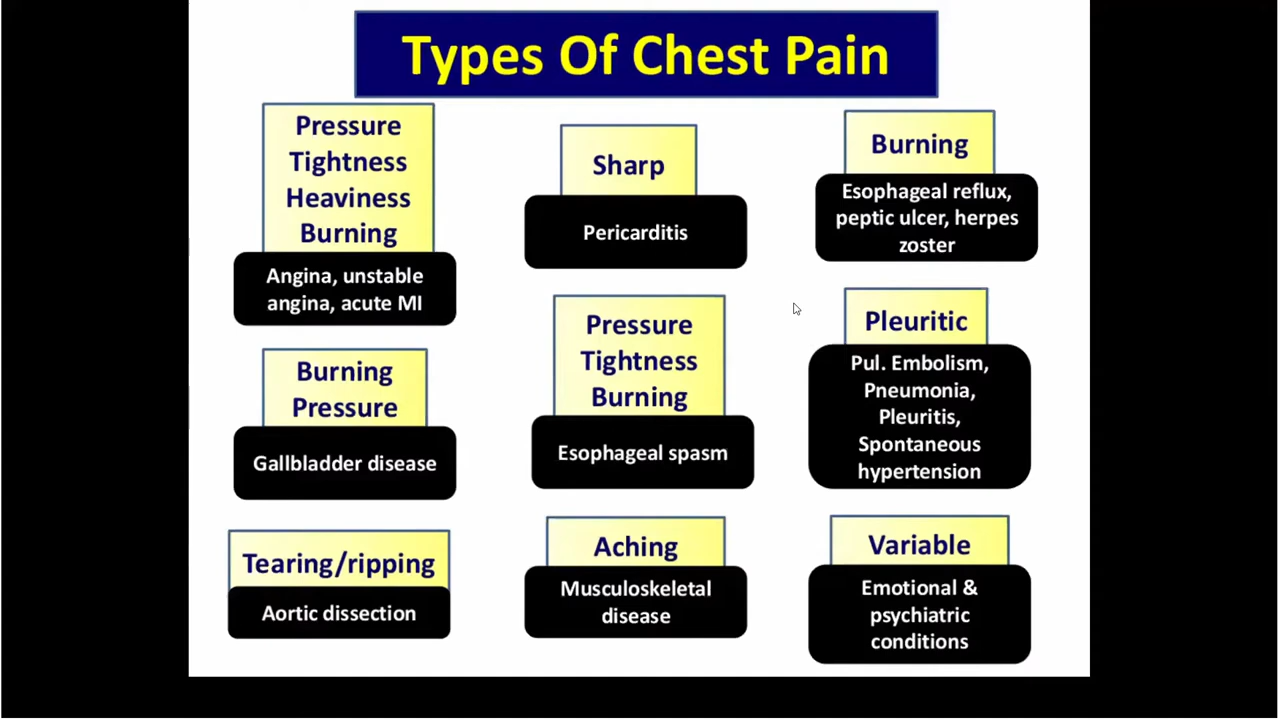 Types Of Chest Pain
Pressure
Tightness
Heaviness
Burning
Angina, unstable
angina, acute MI
Sharp
Pericarditis
Burning
Esophageal reflux,
peptic ulcer, herpes
zoster
Burning
Pressure
Gallbladder disease
Pressure
Tightness
Burning
Esophageal spasm
Pleuritic
Pul. Embolism,
Pneumonia,
Pleuritis,
Spontaneous
hypertension
Tearing/ripping
Aortic dissection
Aching
Musculoskeletal
disease
Variable
Emotional &
psychiatric
conditions